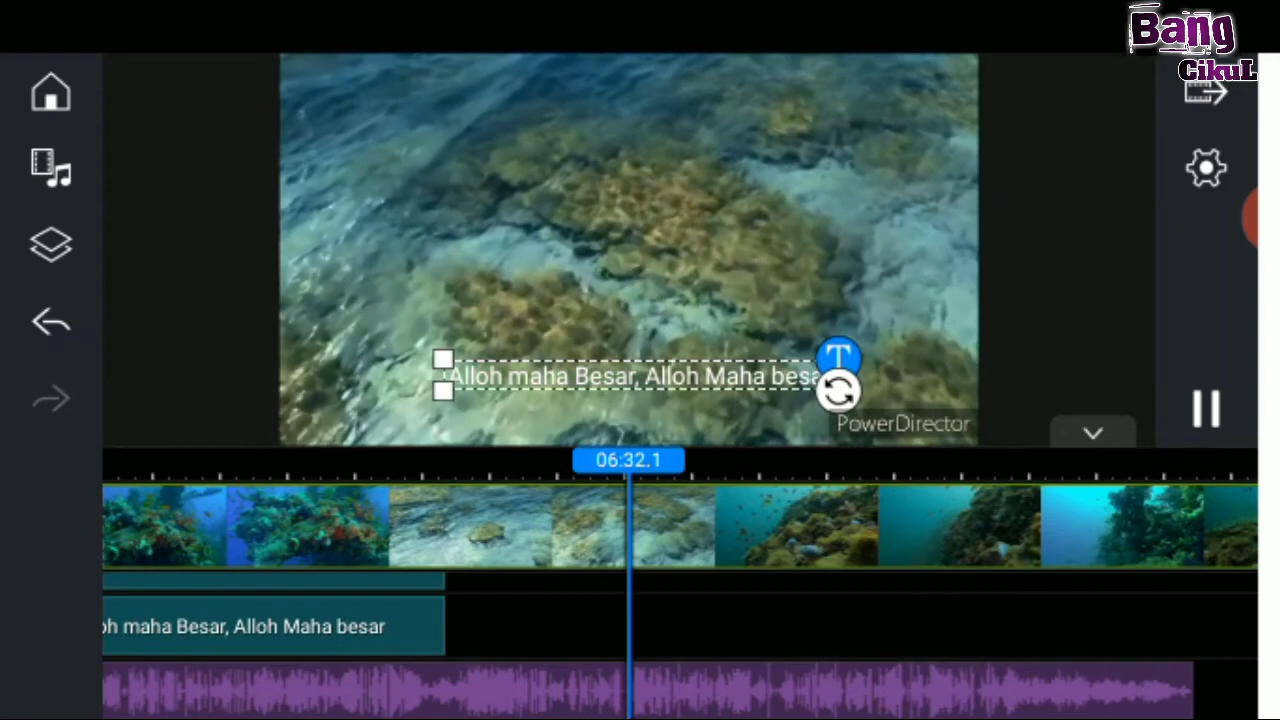 Bang
CikuL
Alloh maha Besar, Alloh Maha besa
PowerDirector
06:32.1
oh maha Besar, Alloh Maha besar